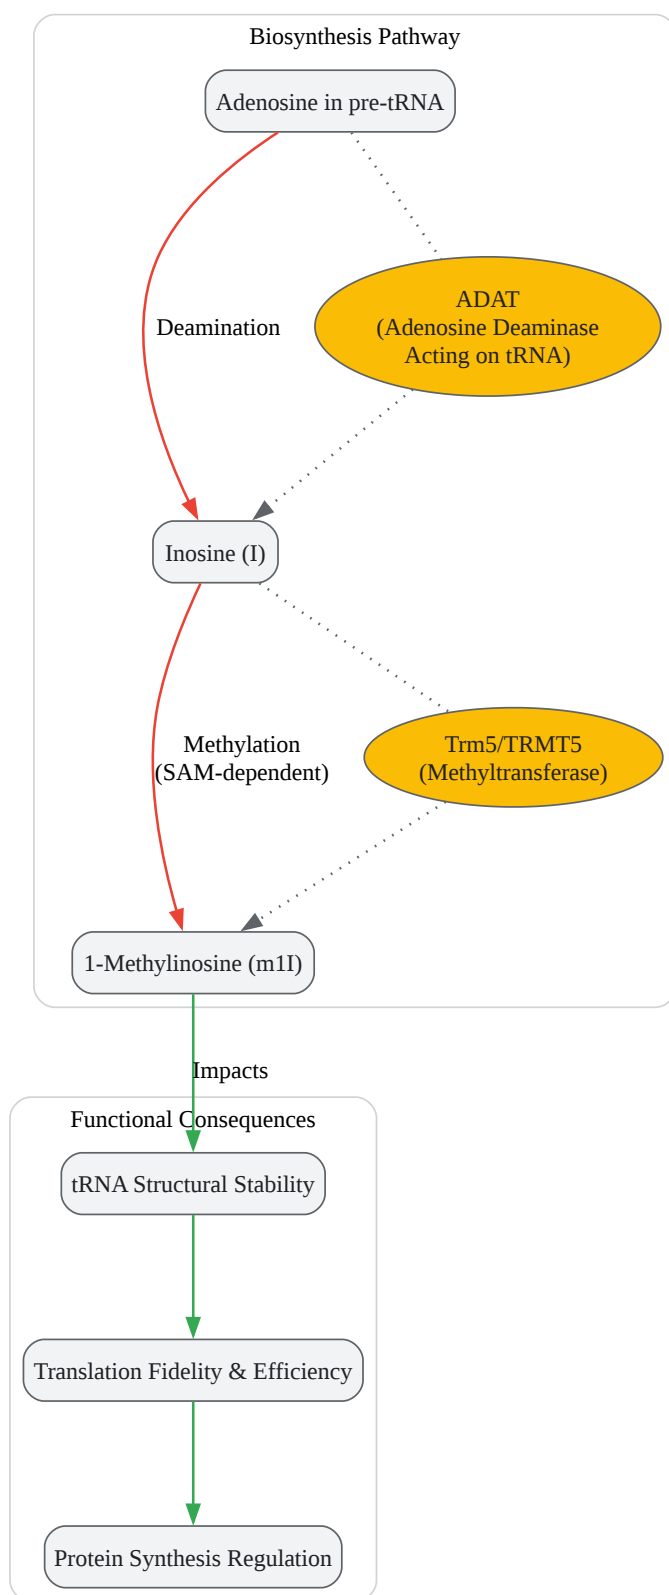 Biosynthesis Pathway
Adenosine in pre-tRNA
ADAT
(Adenosine Deaminase
Acting on tRNA)
Deamination
Inosine (I)
Methylation
(SAM-dependent)
Trm5/TRMT5
(Methyltransferase)
1-Methylinosine (m1I)
Impacts
Functional Consequences
tRNA Structural Stability
Translation Fidelity & Efficiency
Protein Synthesis Regulation